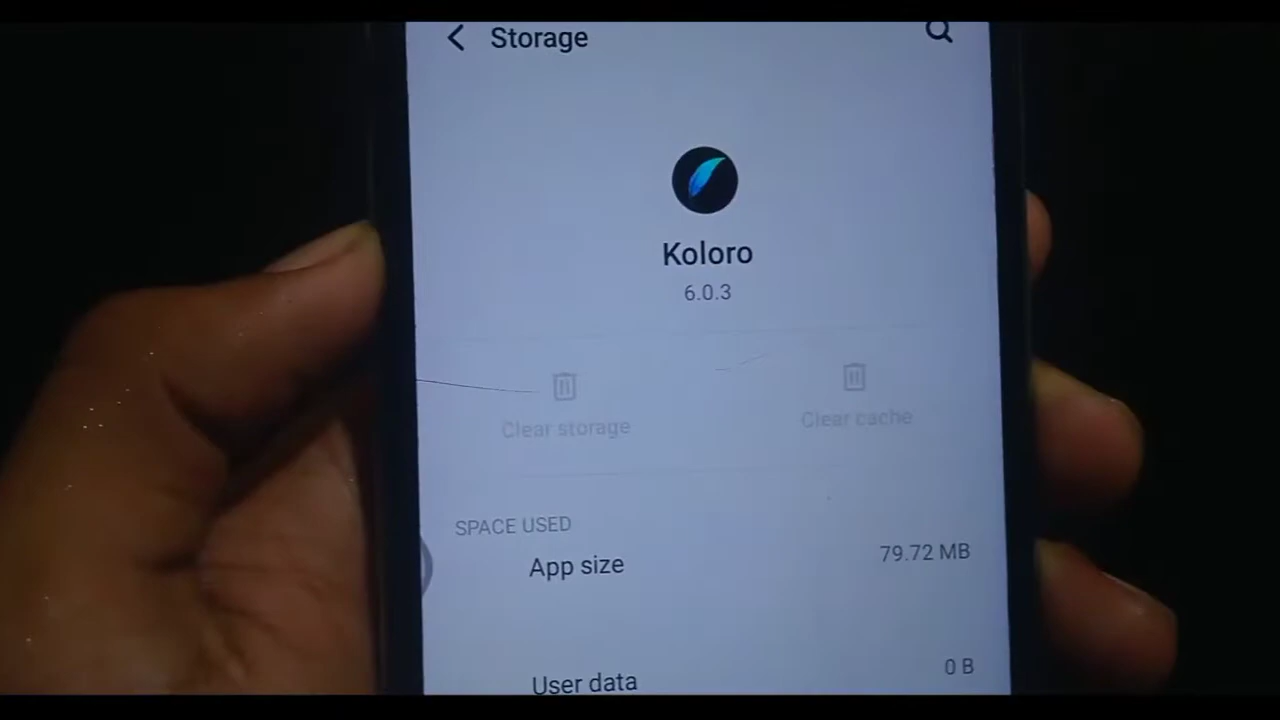 Storage
Koloro
6.0.3
Clear storage
Clear cache
SPACE USED
App size
79.72 MB
User data
0 B